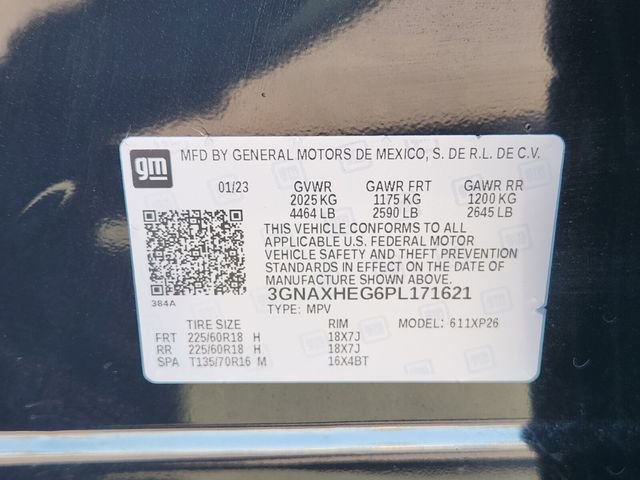 gm MFD BY GENERAL MOTORS DE MEXICO, S. DE R.L. DE C.V.
01/23 GVWR GAWR FRT GAWR RR
2025 KG 1175 KG 1200 KG
4464 LB 2590 LB 2645 LB
THIS VEHICLE CONFORMS TO ALL
APPLICABLE U.S. FEDERAL MOTOR
VEHICLE SAFETY AND THEFT PREVENTION
STANDARDS IN EFFECT ON THE DATE OF
MANUFACTURE SHOWN ABOVE.
3GNAXHEG6PL171621
384A TYPE: MPV
TIRE SIZE RIM MODEL: 611XP26
FRT 225/60R18 H 18X7J
RR 225/60R18 H 18X7J
SPA T135/70R16 M 16X4BT